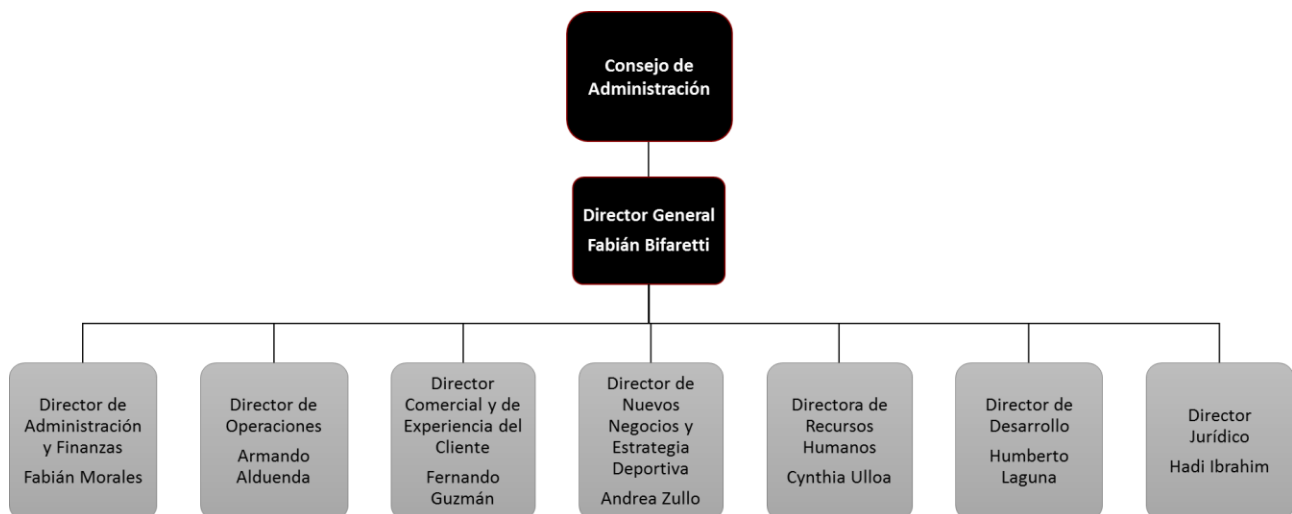 Consejo de
Administración
Director General
Fabián Bifaretti
Director de
Administración
y Finanzas
Fabián Morales
Director de
Operaciones
Armando
Alduenda
Director
Comercial y de
Experiencia del
Cliente
Fernando
Guzmán
Director de
Nuevos
Negocios y
Estrategia
Deportiva
Andrea Zullo
Directora de
Recursos
Humanos
Cynthia Ulloa
Director de
Desarrollo
Humberto
Laguna
Director
Jurídico
Hadi Ibrahim